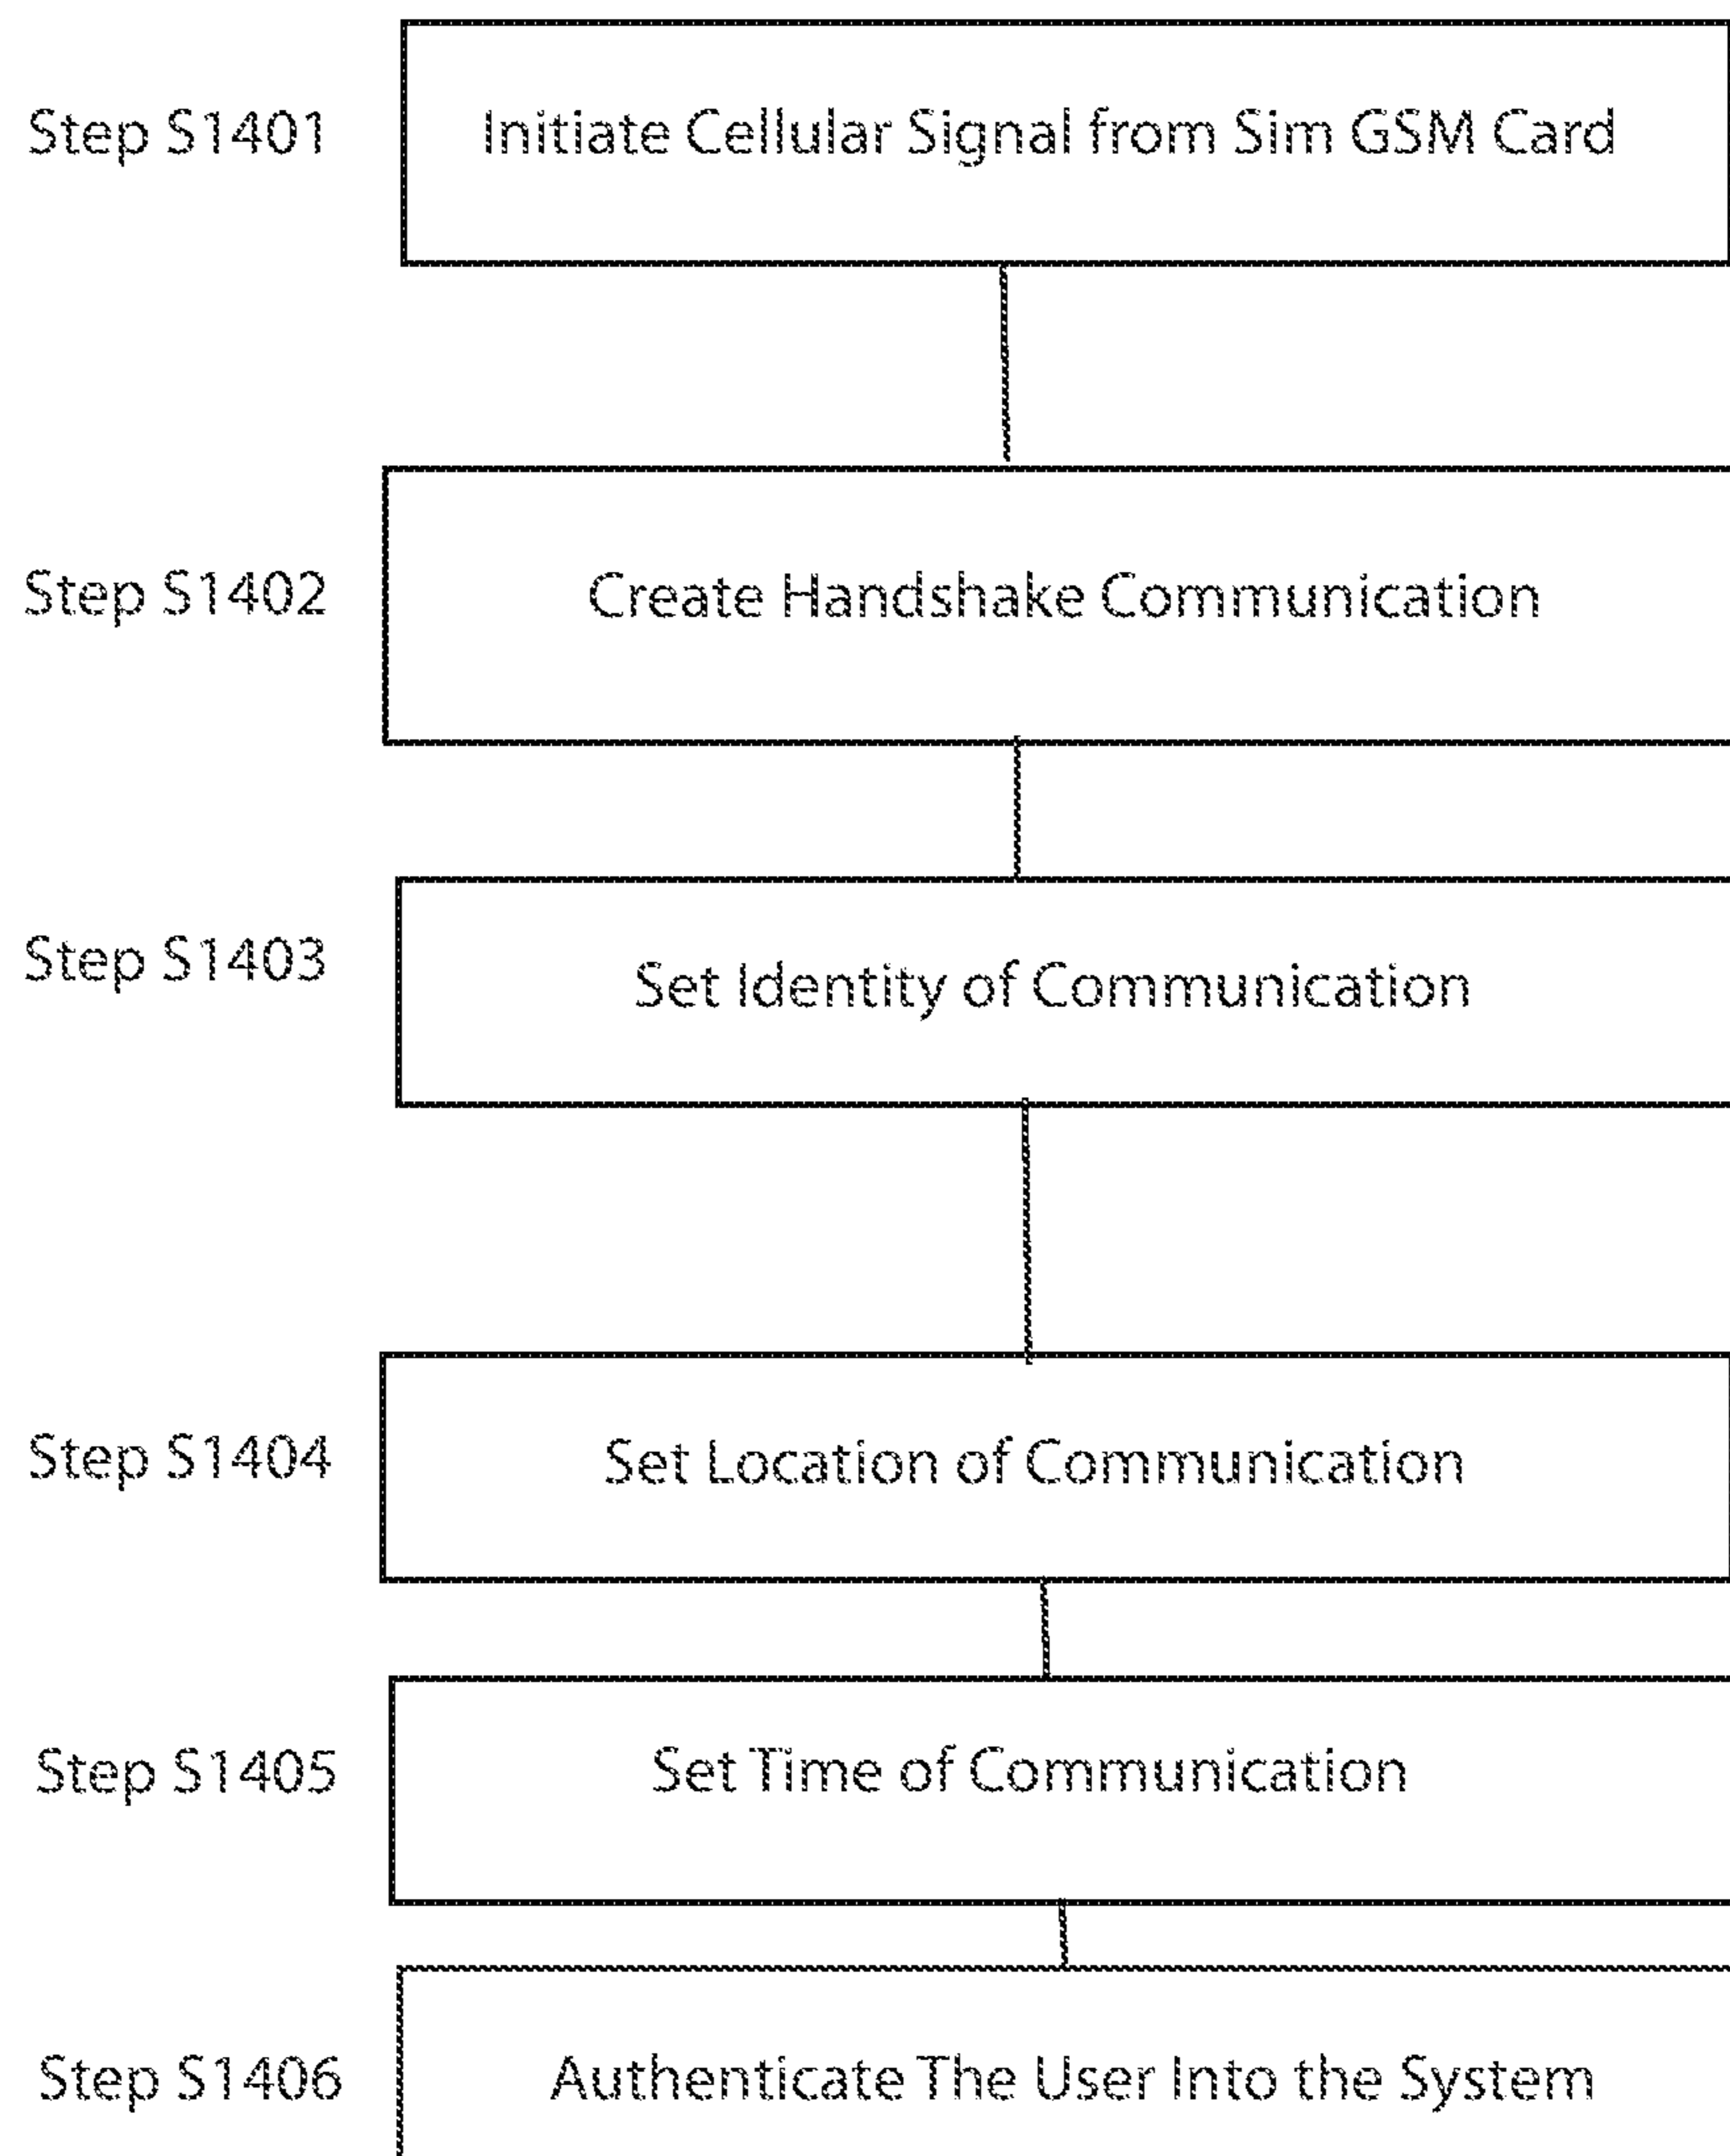 Step S1401 Initiate Cellular Signal from Sim GSM Card
Step S1402 Create Handshake Communication
Step S1403 Set Identity of Communication
Step S1404 Set Location of Communication
Step S1405 Set Time of Communication
Step S1406 Authenticate The User Into the System